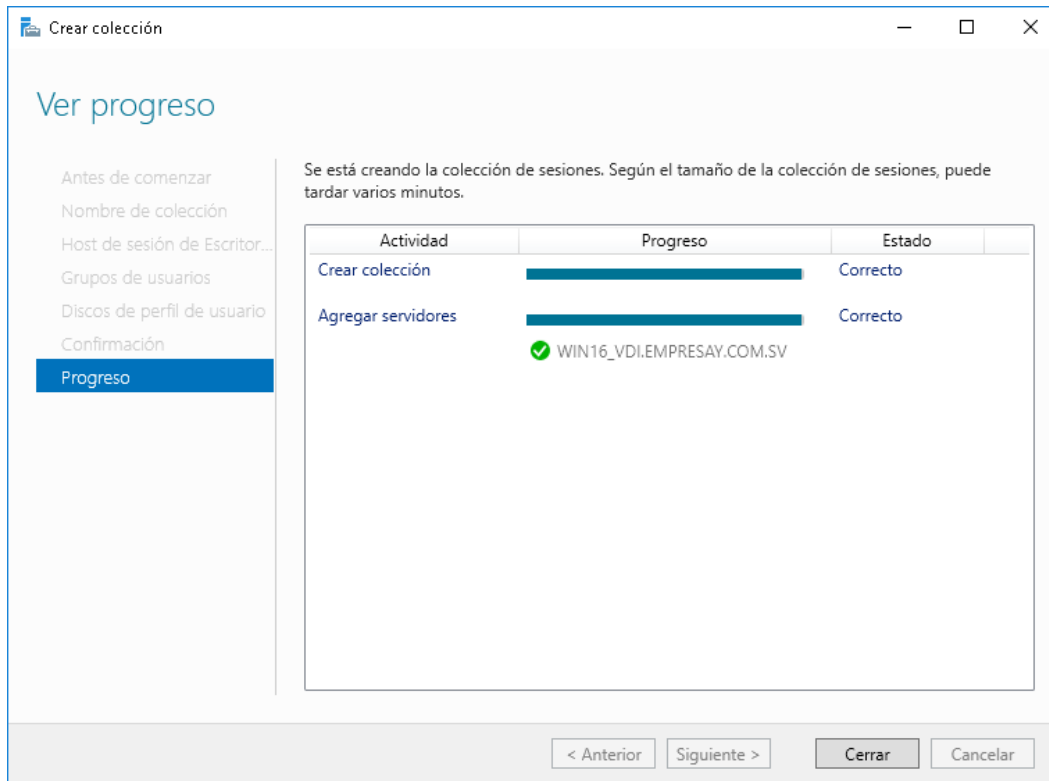 Crear colección
Ver progreso
Antes de comenzar
Nombre de colección
Host de sesión de Escritor...
Grupos de usuarios
Discos de perfil de usuario
Confirmación
Progreso
Se está creando la colección de sesiones. Según el tamaño de la colección de sesiones, puede
tardar varios minutos.
Actividad Progreso Estado
Crear colección Correcto
Agregar servidores Correcto
WIN16_VDI.EMPRESAY.COM.SV
< Anterior Siguiente > Cerrar Cancelar